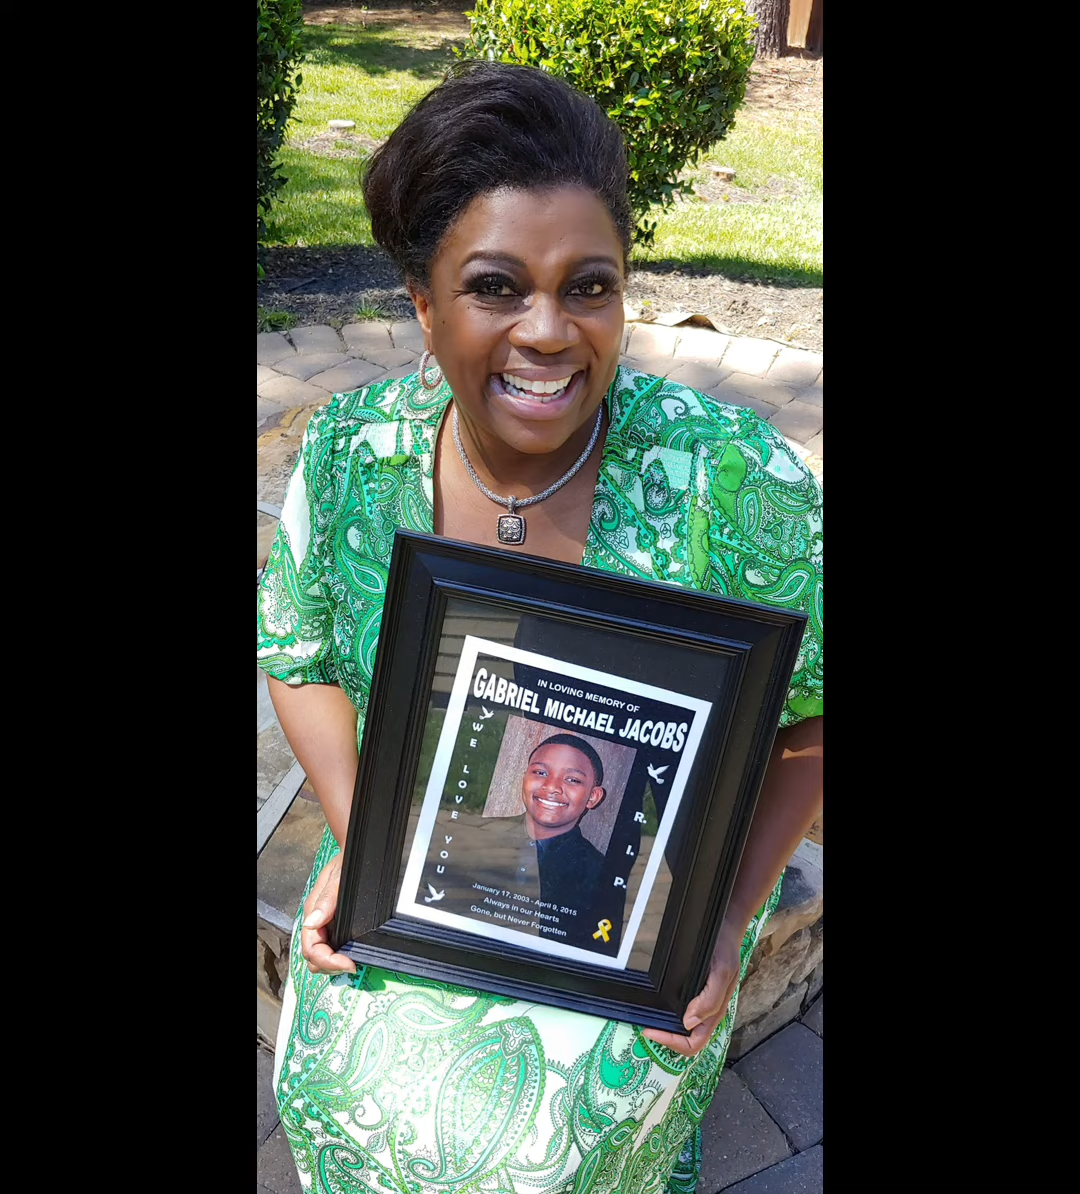 IN LOVING MEMORY OF
GABRIEL MICHAEL JACOBS
WE LOVE YOU
R.I.P.
January 17, 2003 - April 9, 2015
Always in our Hearts
Gone, but Never Forgotten